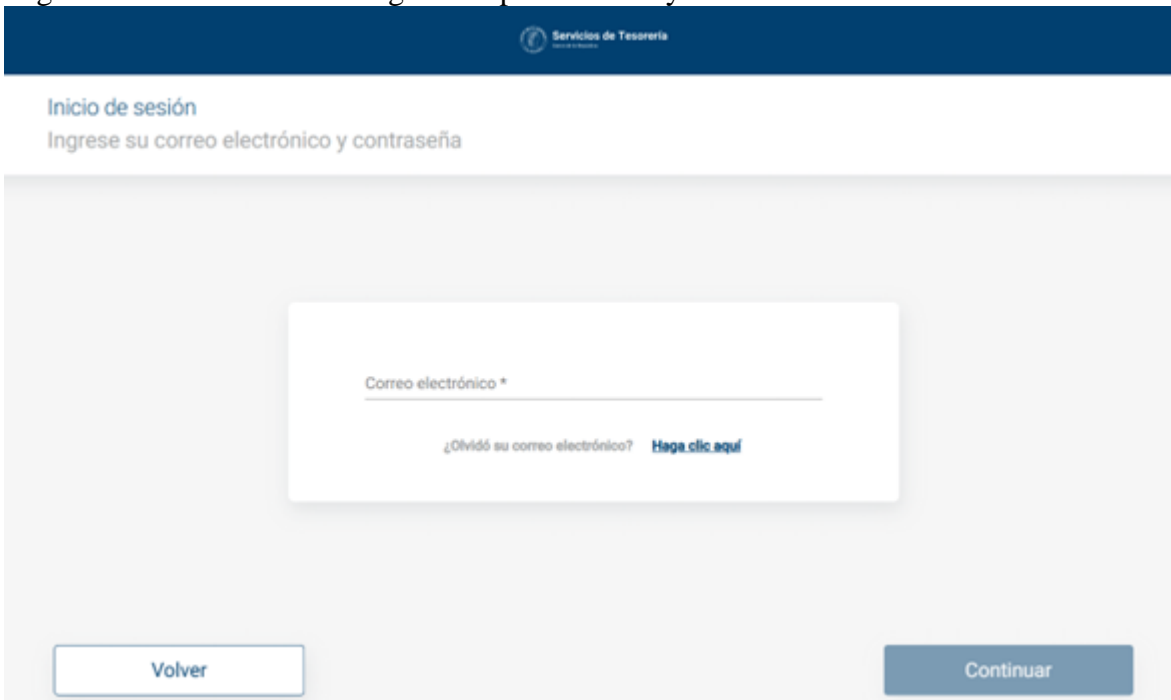 Servicios de Tesorería
Inicio de sesión
Ingrese su correo electrónico y contraseña
Correo electrónico *
¿Olvidó su correo electrónico? Haga clic aquí
Volver
Continuar